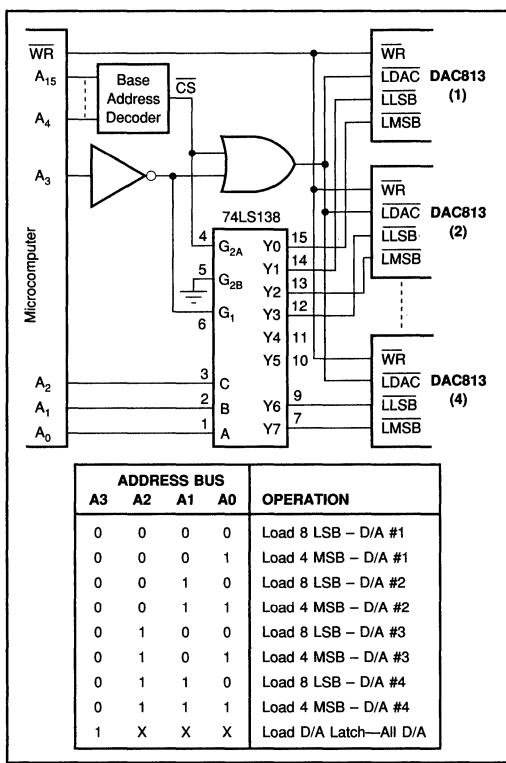 WR
A15
A4
A3
Microcomputer
A2
A1
A0
Base
Address
Decoder
CS
74LS138
4
G2A
5
G2B
G1
6
3
C
2
B
1
A
Y0
15
Y1
14
Y2
13
Y3
12
Y4
11
Y5
10
Y6
9
Y7
7
WR
LDAC
LLSB
LMSB
DAC813
(1)
WR
LDAC
LLSB
LMSB
DAC813
(2)
WR
LDAC
LLSB
LMSB
DAC813
(4)
ADDRESS BUS
A3 A2 A1 A0 OPERATION
0 0 0 0 Load 8 LSB – D/A #1
0 0 0 1 Load 4 MSB – D/A #1
0 0 1 0 Load 8 LSB – D/A #2
0 0 1 1 Load 4 MSB – D/A #2
0 1 0 0 Load 8 LSB – D/A #3
0 1 0 1 Load 4 MSB – D/A #3
0 1 1 0 Load 8 LSB – D/A #4
0 1 1 1 Load 4 MSB – D/A #4
1 X X X Load D/A Latch—All D/A